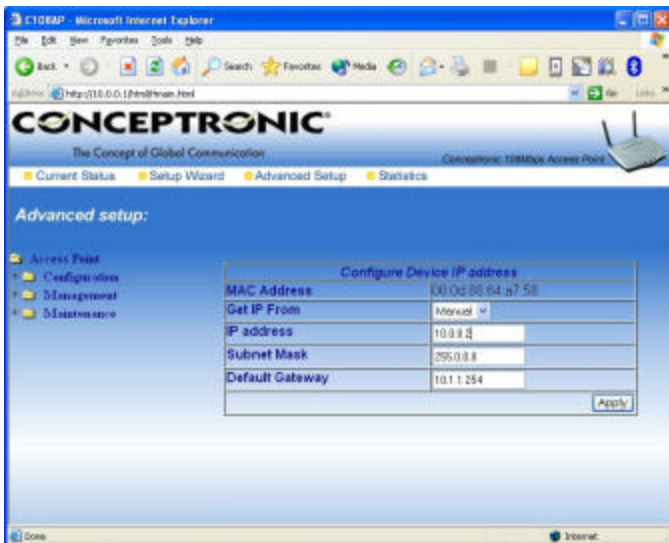 C108AP - Microsoft Internet Explorer
File Edit View Favorites Tools Help
Back Search Favorites Media
Address http://10.0.0.1/html/hmain.html Go Links
CONCEPTRONIC
The Concept of Global Communication
Conceptronic 108Mbps Access Point
Current Status Setup Wizard Advanced Setup Statistics
Advanced setup:
Access Point
Configuration
Management
Maintenance
Configure Device IP address
MAC Address 00:0d:88:64:a7:58
Get IP From Manual
IP address 10.0.0.2
Subnet Mask 255.0.0.0
Default Gateway 10.1.1.254
Apply
Done Internet